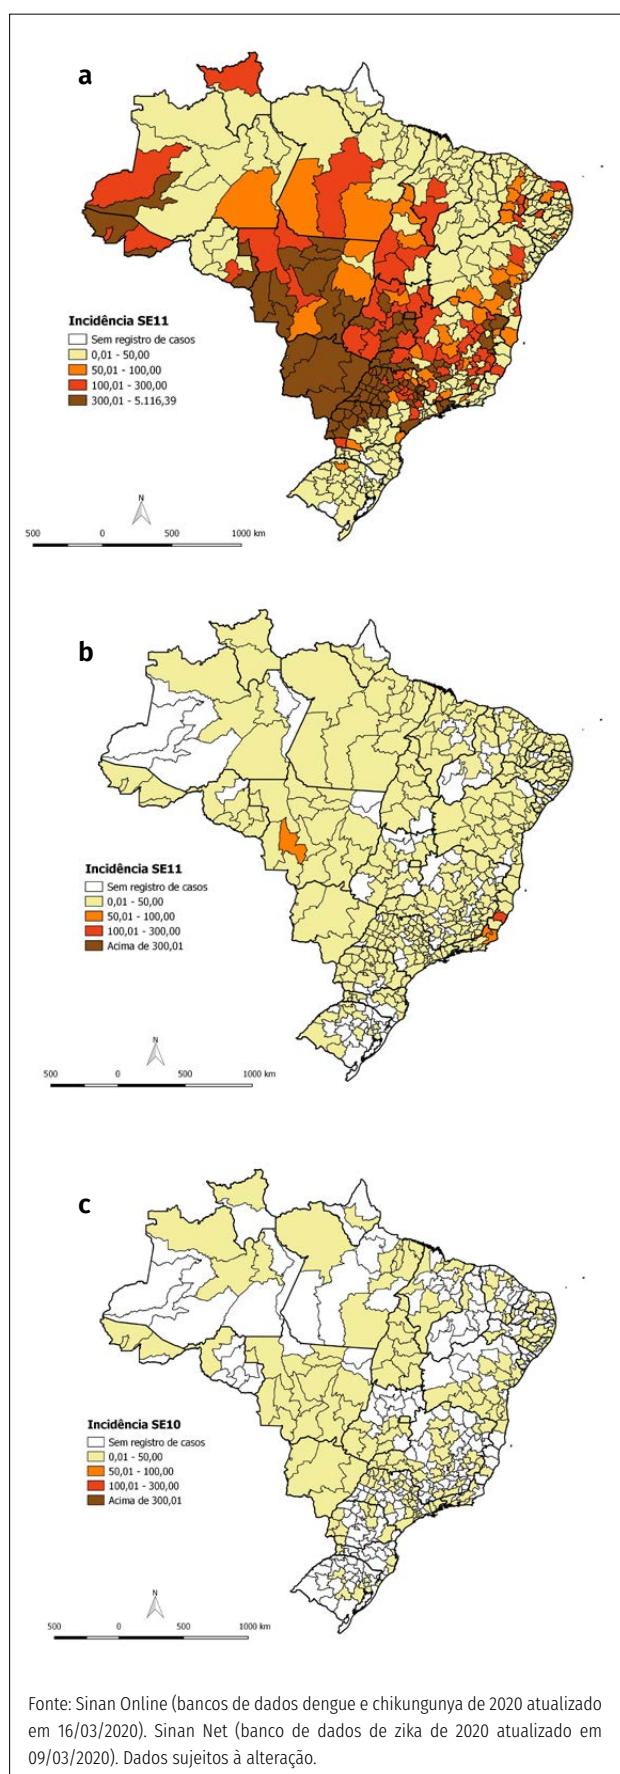 a
Incidência SE11
Sem registro de casos
0,01 - 50,00
50,01 - 100,00
100,01 - 300,00
300,01 - 5.116,39
N
500 0 500 1000 km
b
Incidência SE11
Sem registro de casos
0,01 - 50,00
50,01 - 100,00
100,01 - 300,00
Acima de 300,01
N
500 0 500 1000 km
c
Incidência SE10
Sem registro de casos
0,01 - 50,00
50,01 - 100,00
100,01 - 300,00
Acima de 300,01
N
500 0 500 1000 km
Fonte: Sinan Online (bancos de dados dengue e chikungunya de 2020 atualizado
em 16/03/2020). Sinan Net (banco de dados de zika de 2020 atualizado em
09/03/2020). Dados sujeitos à alteração.